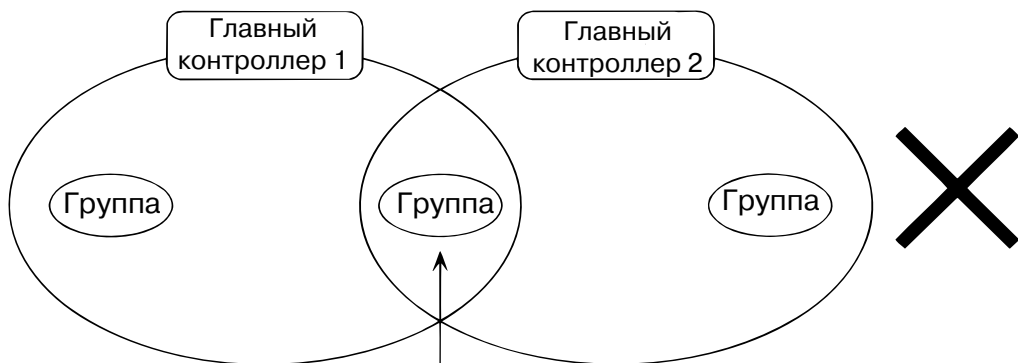 Главный
контроллер 1
Главный
контроллер 2
Группа
Группа
Группа